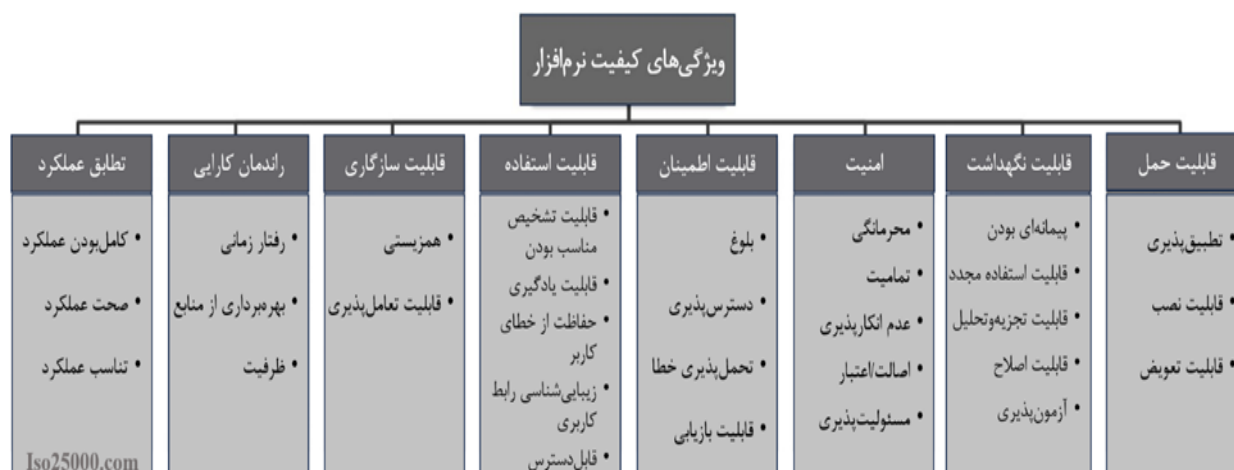 ویژگی‌های کیفیت نرم‌افزار
قابلیت حمل
تطبیق‌پذیری
قابلیت نصب
قابلیت تعویض
قابلیت نگهداشت
پیمانه‌ای بودن
قابلیت استفاده مجدد
قابلیت تجزیه‌وتحلیل
قابلیت اصلاح
آزمون‌پذیری
امنیت
محرمانگی
تمامیت
عدم انکارپذیری
اصالت/اعتبار
مسئولیت‌پذیری
قابلیت اطمینان
بلوغ
دسترس‌پذیری
تحمل‌پذیری خطا
قابلیت بازیابی
قابلیت استفاده
قابلیت تشخیص
مناسب بودن
قابلیت یادگیری
حفاظت از خطای
کاربر
زیبایی‌شناسی رابط
کاربری
قابل‌دسترس
قابلیت سازگاری
همزیستی
قابلیت تعامل‌پذیری
راندمان کارایی
رفتار زمانی
بهره‌برداری از منابع
ظرفیت
تطابق عملکرد
کامل‌بودن عملکرد
صحت عملکرد
تناسب عملکرد
Iso25000.com